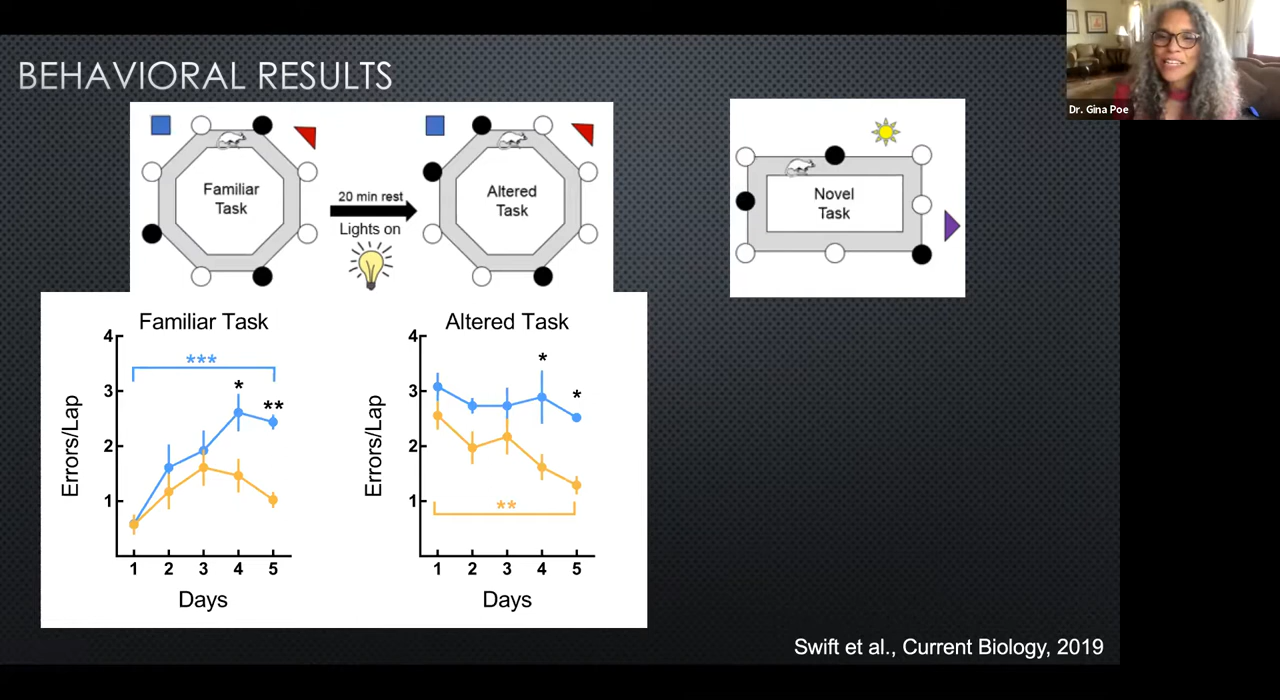 BEHAVIORAL RESULTS
Dr. Gina Poe
Familiar
Task
20 min rest
Lights on
Altered
Task
Novel
Task
Familiar Task
Altered Task
***
*
**
4
3
2
1
Errors/Lap
1 2 3 4 5
Days
*
*
**
4
3
2
1
Errors/Lap
1 2 3 4 5
Days
Swift et al., Current Biology, 2019